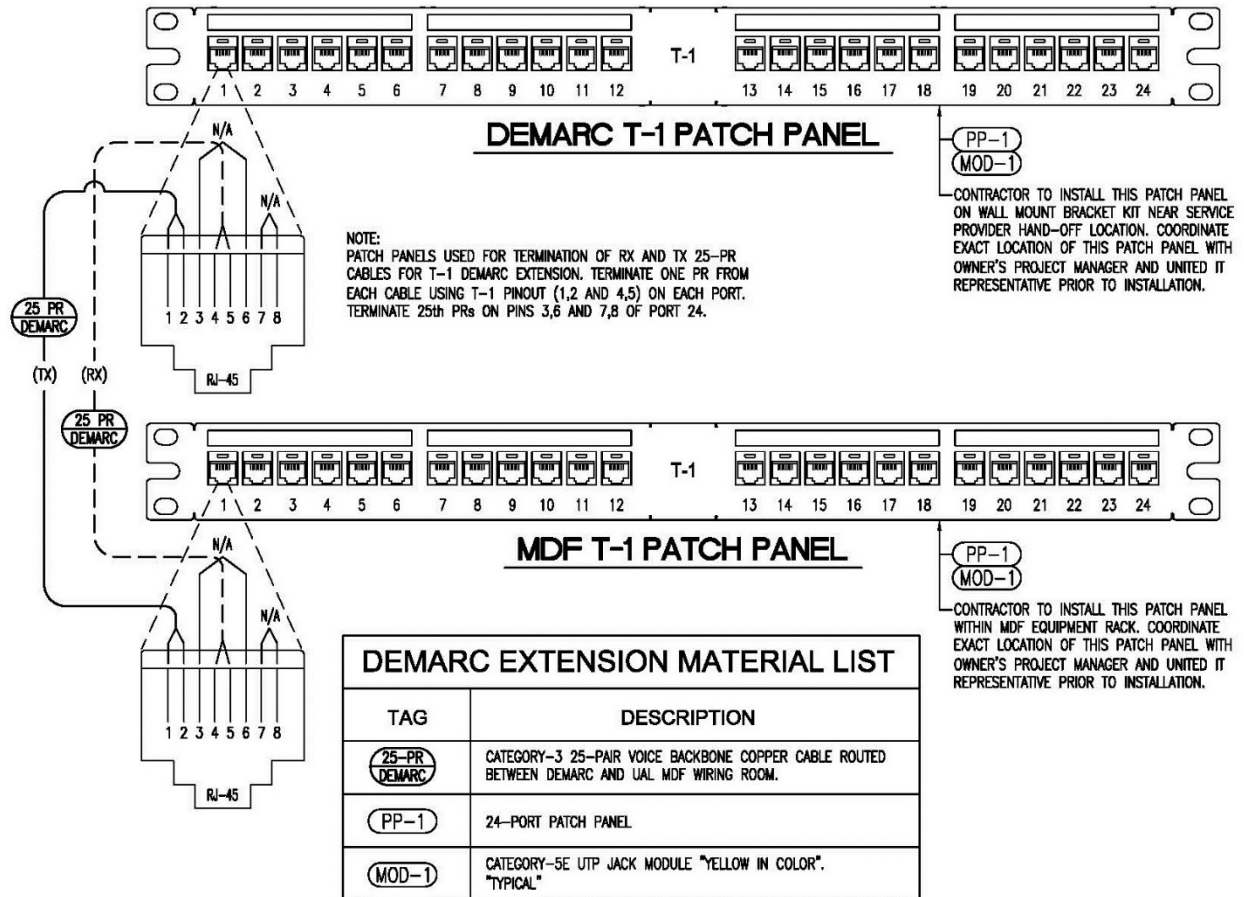 T-1
1 2 3 4 5 6 7 8 9 10 11 12 13 14 15 16 17 18 19 20 21 22 23 24
DEMARC T-1 PATCH PANEL
PP-1
MOD-1
CONTRACTOR TO INSTALL THIS PATCH PANEL
ON WALL MOUNT BRACKET KIT NEAR SERVICE
PROVIDER HAND-OFF LOCATION. COORDINATE
EXACT LOCATION OF THIS PATCH PANEL WITH
OWNER'S PROJECT MANAGER AND UNITED IT
REPRESENTATIVE PRIOR TO INSTALLATION.
N/A
N/A
NOTE:
PATCH PANELS USED FOR TERMINATION OF RX AND TX 25-PR
CABLES FOR T-1 DEMARC EXTENSION. TERMINATE ONE PR FROM
EACH CABLE USING T-1 PINOUT (1,2 AND 4,5) ON EACH PORT.
TERMINATE 25th PRs ON PINS 3,6 AND 7,8 OF PORT 24.
1 2 3 4 5 6 7 8
RJ-45
25 PR
DEMARC
(TX) (RX)
25 PR
DEMARC
T-1
1 2 3 4 5 6 7 8 9 10 11 12 13 14 15 16 17 18 19 20 21 22 23 24
MDF T-1 PATCH PANEL
PP-1
MOD-1
CONTRACTOR TO INSTALL THIS PATCH PANEL
WITHIN MDF EQUIPMENT RACK. COORDINATE
EXACT LOCATION OF THIS PATCH PANEL WITH
OWNER'S PROJECT MANAGER AND UNITED IT
REPRESENTATIVE PRIOR TO INSTALLATION.
N/A
N/A
1 2 3 4 5 6 7 8
RJ-45
DEMARC EXTENSION MATERIAL LIST
TAG DESCRIPTION
25-PR
DEMARC
CATEGORY-3 25-PAIR VOICE BACKBONE COPPER CABLE ROUTED
BETWEEN DEMARC AND UAL MDF WIRING ROOM.
PP-1 24-PORT PATCH PANEL
MOD-1
CATEGORY-5E UTP JACK MODULE "YELLOW IN COLOR".
"TYPICAL"